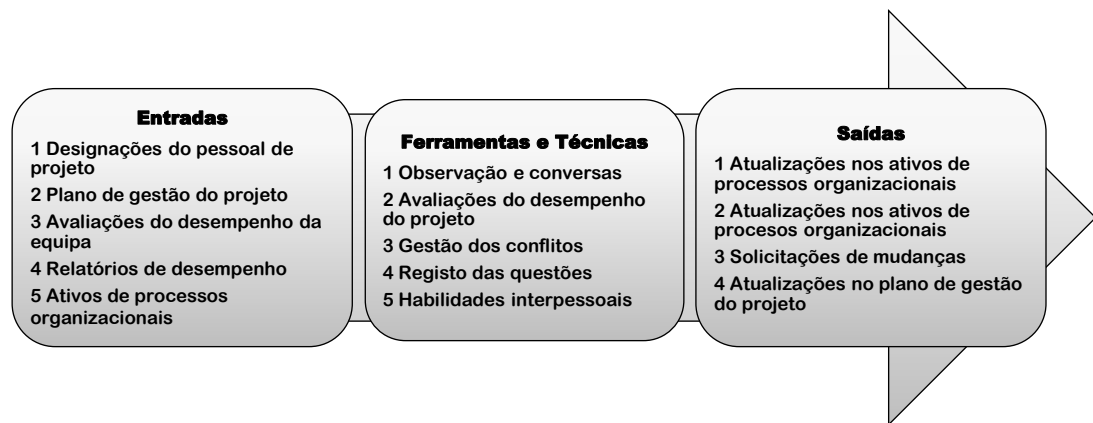 Entradas
1 Designações do pessoal de
projeto
2 Plano de gestão do projeto
3 Avaliações do desempenho da
equipa
4 Relatórios de desempenho
5 Ativos de processos
organizacionais
Ferramentas e Técnicas
1 Observação e conversas
2 Avaliações do desempenho
do projeto
3 Gestão dos conflitos
4 Registo das questões
5 Habilidades interpessoais
Saídas
1 Atualizações nos ativos de
processos organizacionais
2 Atualizações nos ativos de
procesos organizacionais
3 Solicitações de mudanças
4 Atualizações no plano de gestão
do projeto